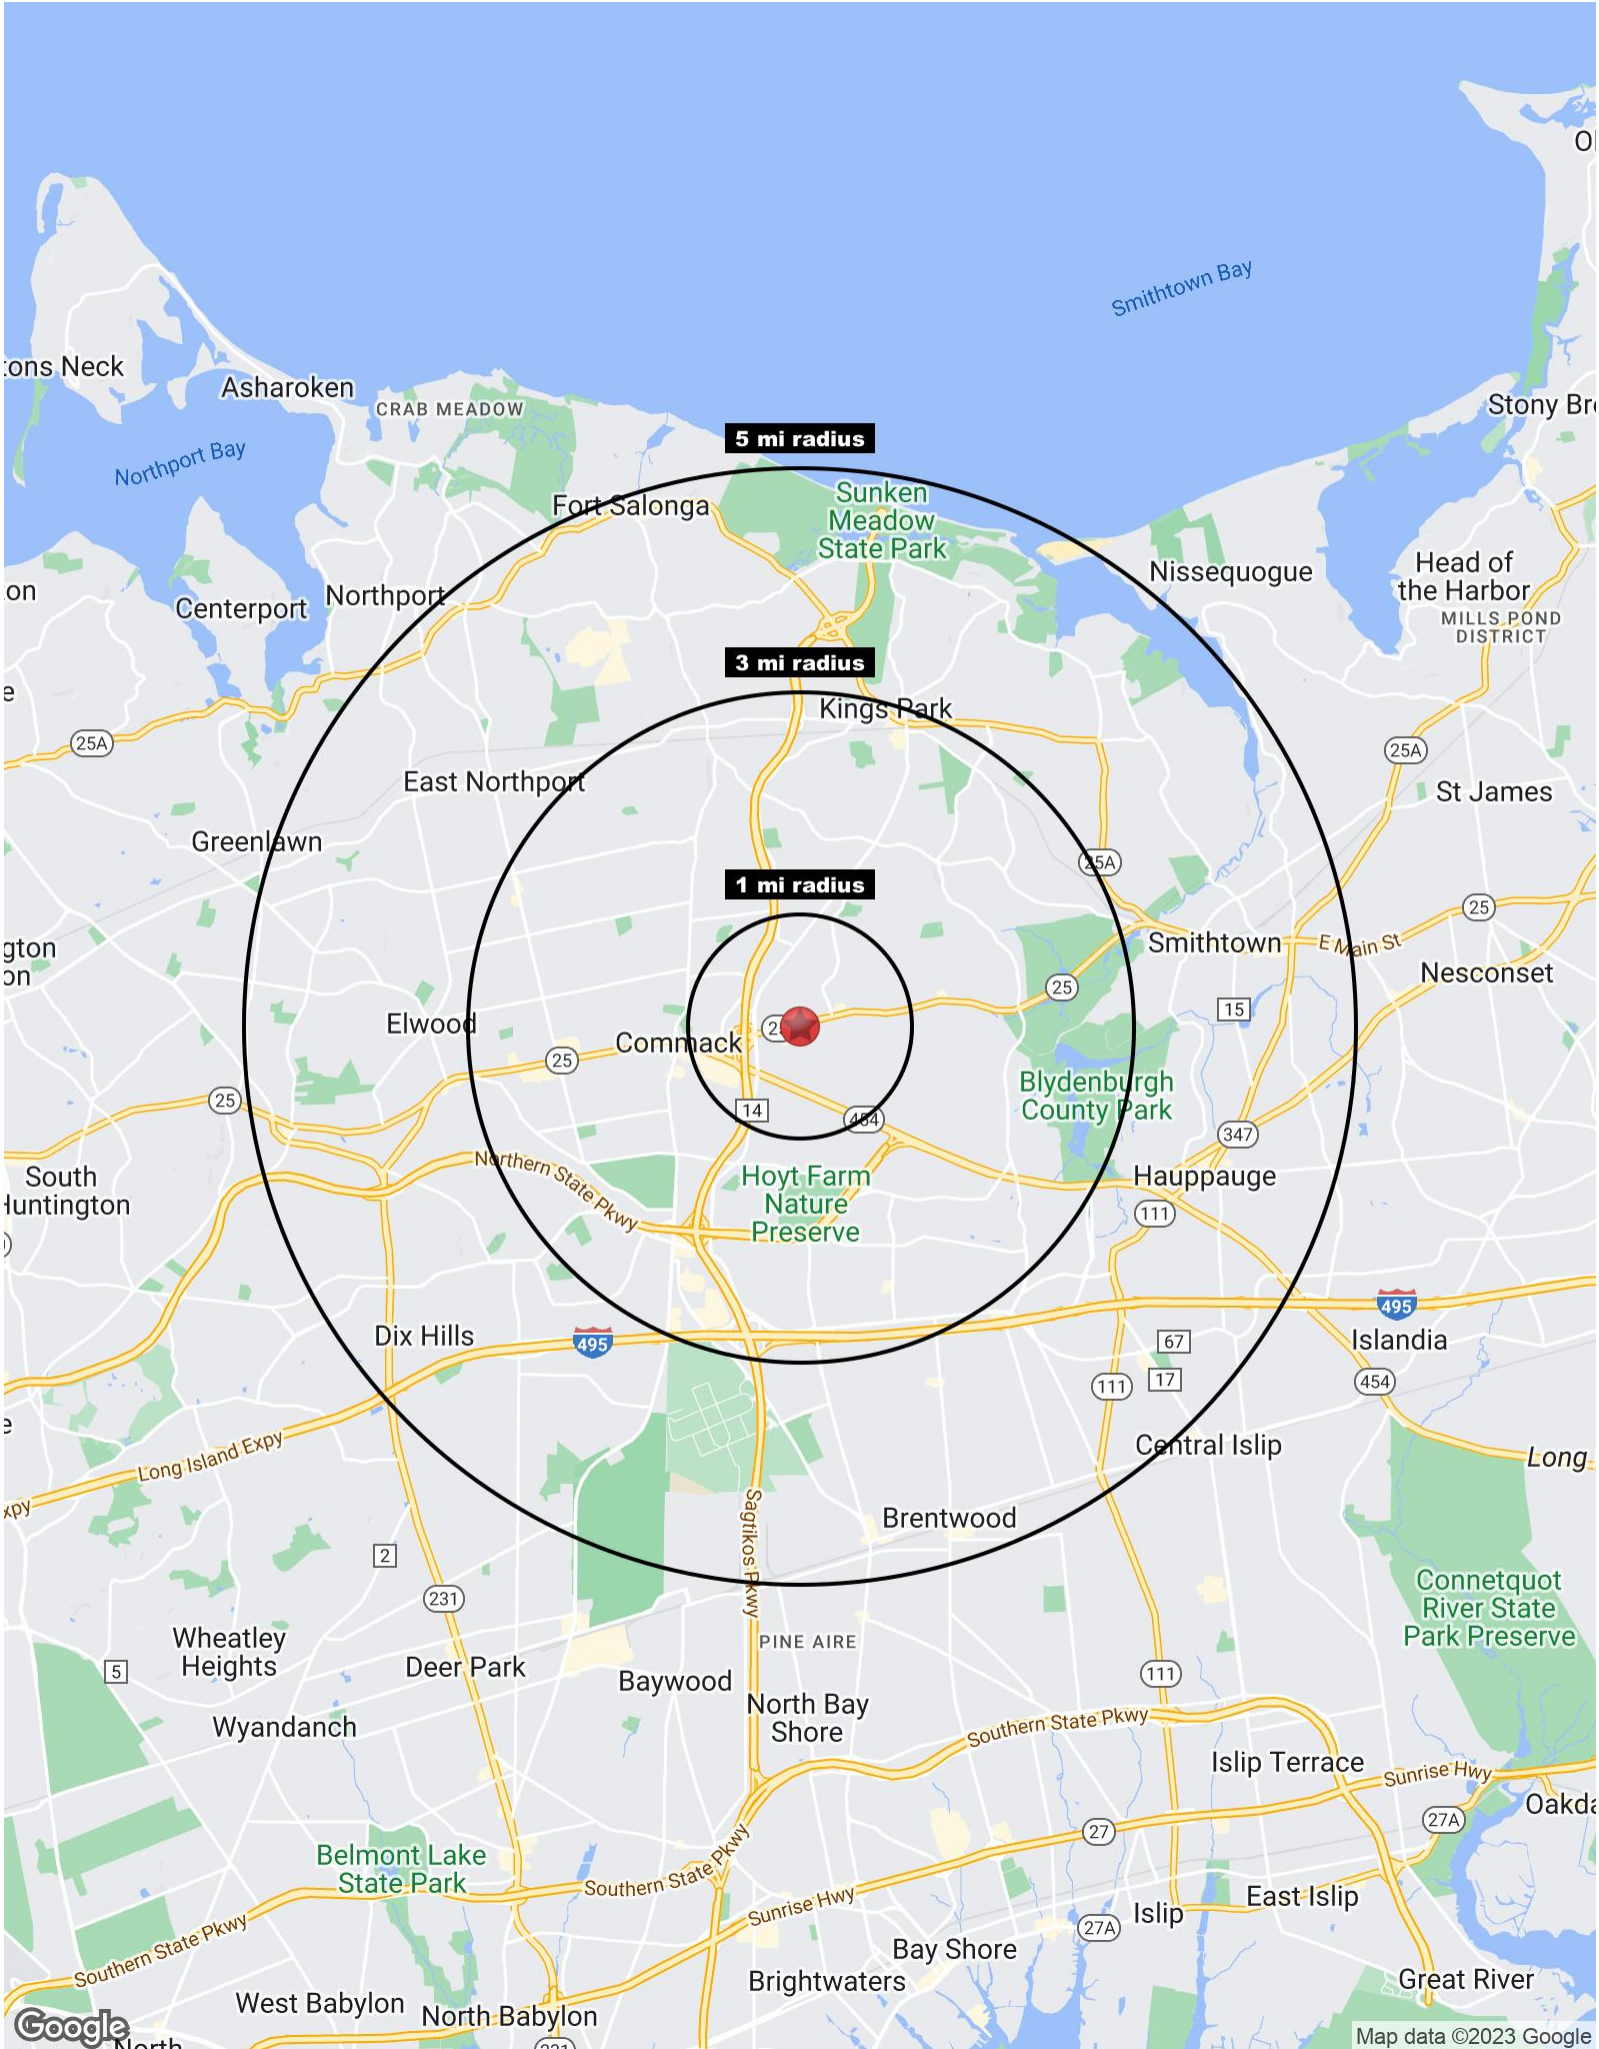 Ol
Smithtown Bay
tons Neck
Asharoken
CRAB MEADOW
Stony Bro
5 mi radius
Northport Bay
Fort Salonga
Sunken
Meadow
State Park
Head of
the Harbor
Nissequogue
on
Northport
Centerport
MILLS POND
DISTRICT
3 mi radius
e
Kings Park
25A
25A
East Northport
St James
Greenlawn
25A
1 mi radius
25
gton
on
Smithtown
E Main St
Nesconset
25
15
Elwood
2
Commack
25
Blydenburgh
County Park
25
14
454
347
South
Huntington
Northern State Pkwy
Hoyt Farm
Nature
Preserve
Hauppauge
111
495
Dix Hills
495
67
Islandia
17
111
454
e
Long Island Expy
Central Islip
Long
xpy
Sagtikos Pkwy
Brentwood
2
231
Connetquot
River State
Park Preserve
Wheatley
Heights
PINE AIRE
5
Deer Park
Baywood
111
North Bay
Shore
Wyandanch
Southern State Pkwy
Islip Terrace
Sunrise Hwy
Oakda
27A
27
Belmont Lake
State Park
Southern State Pkwy
Sunrise Hwy
East Islip
Islip
27A
Southern State Pkwy
Bay Shore
Brightwaters
Great River
West Babylon
North Babylon
Google
North
231
Map data ©2023 Google